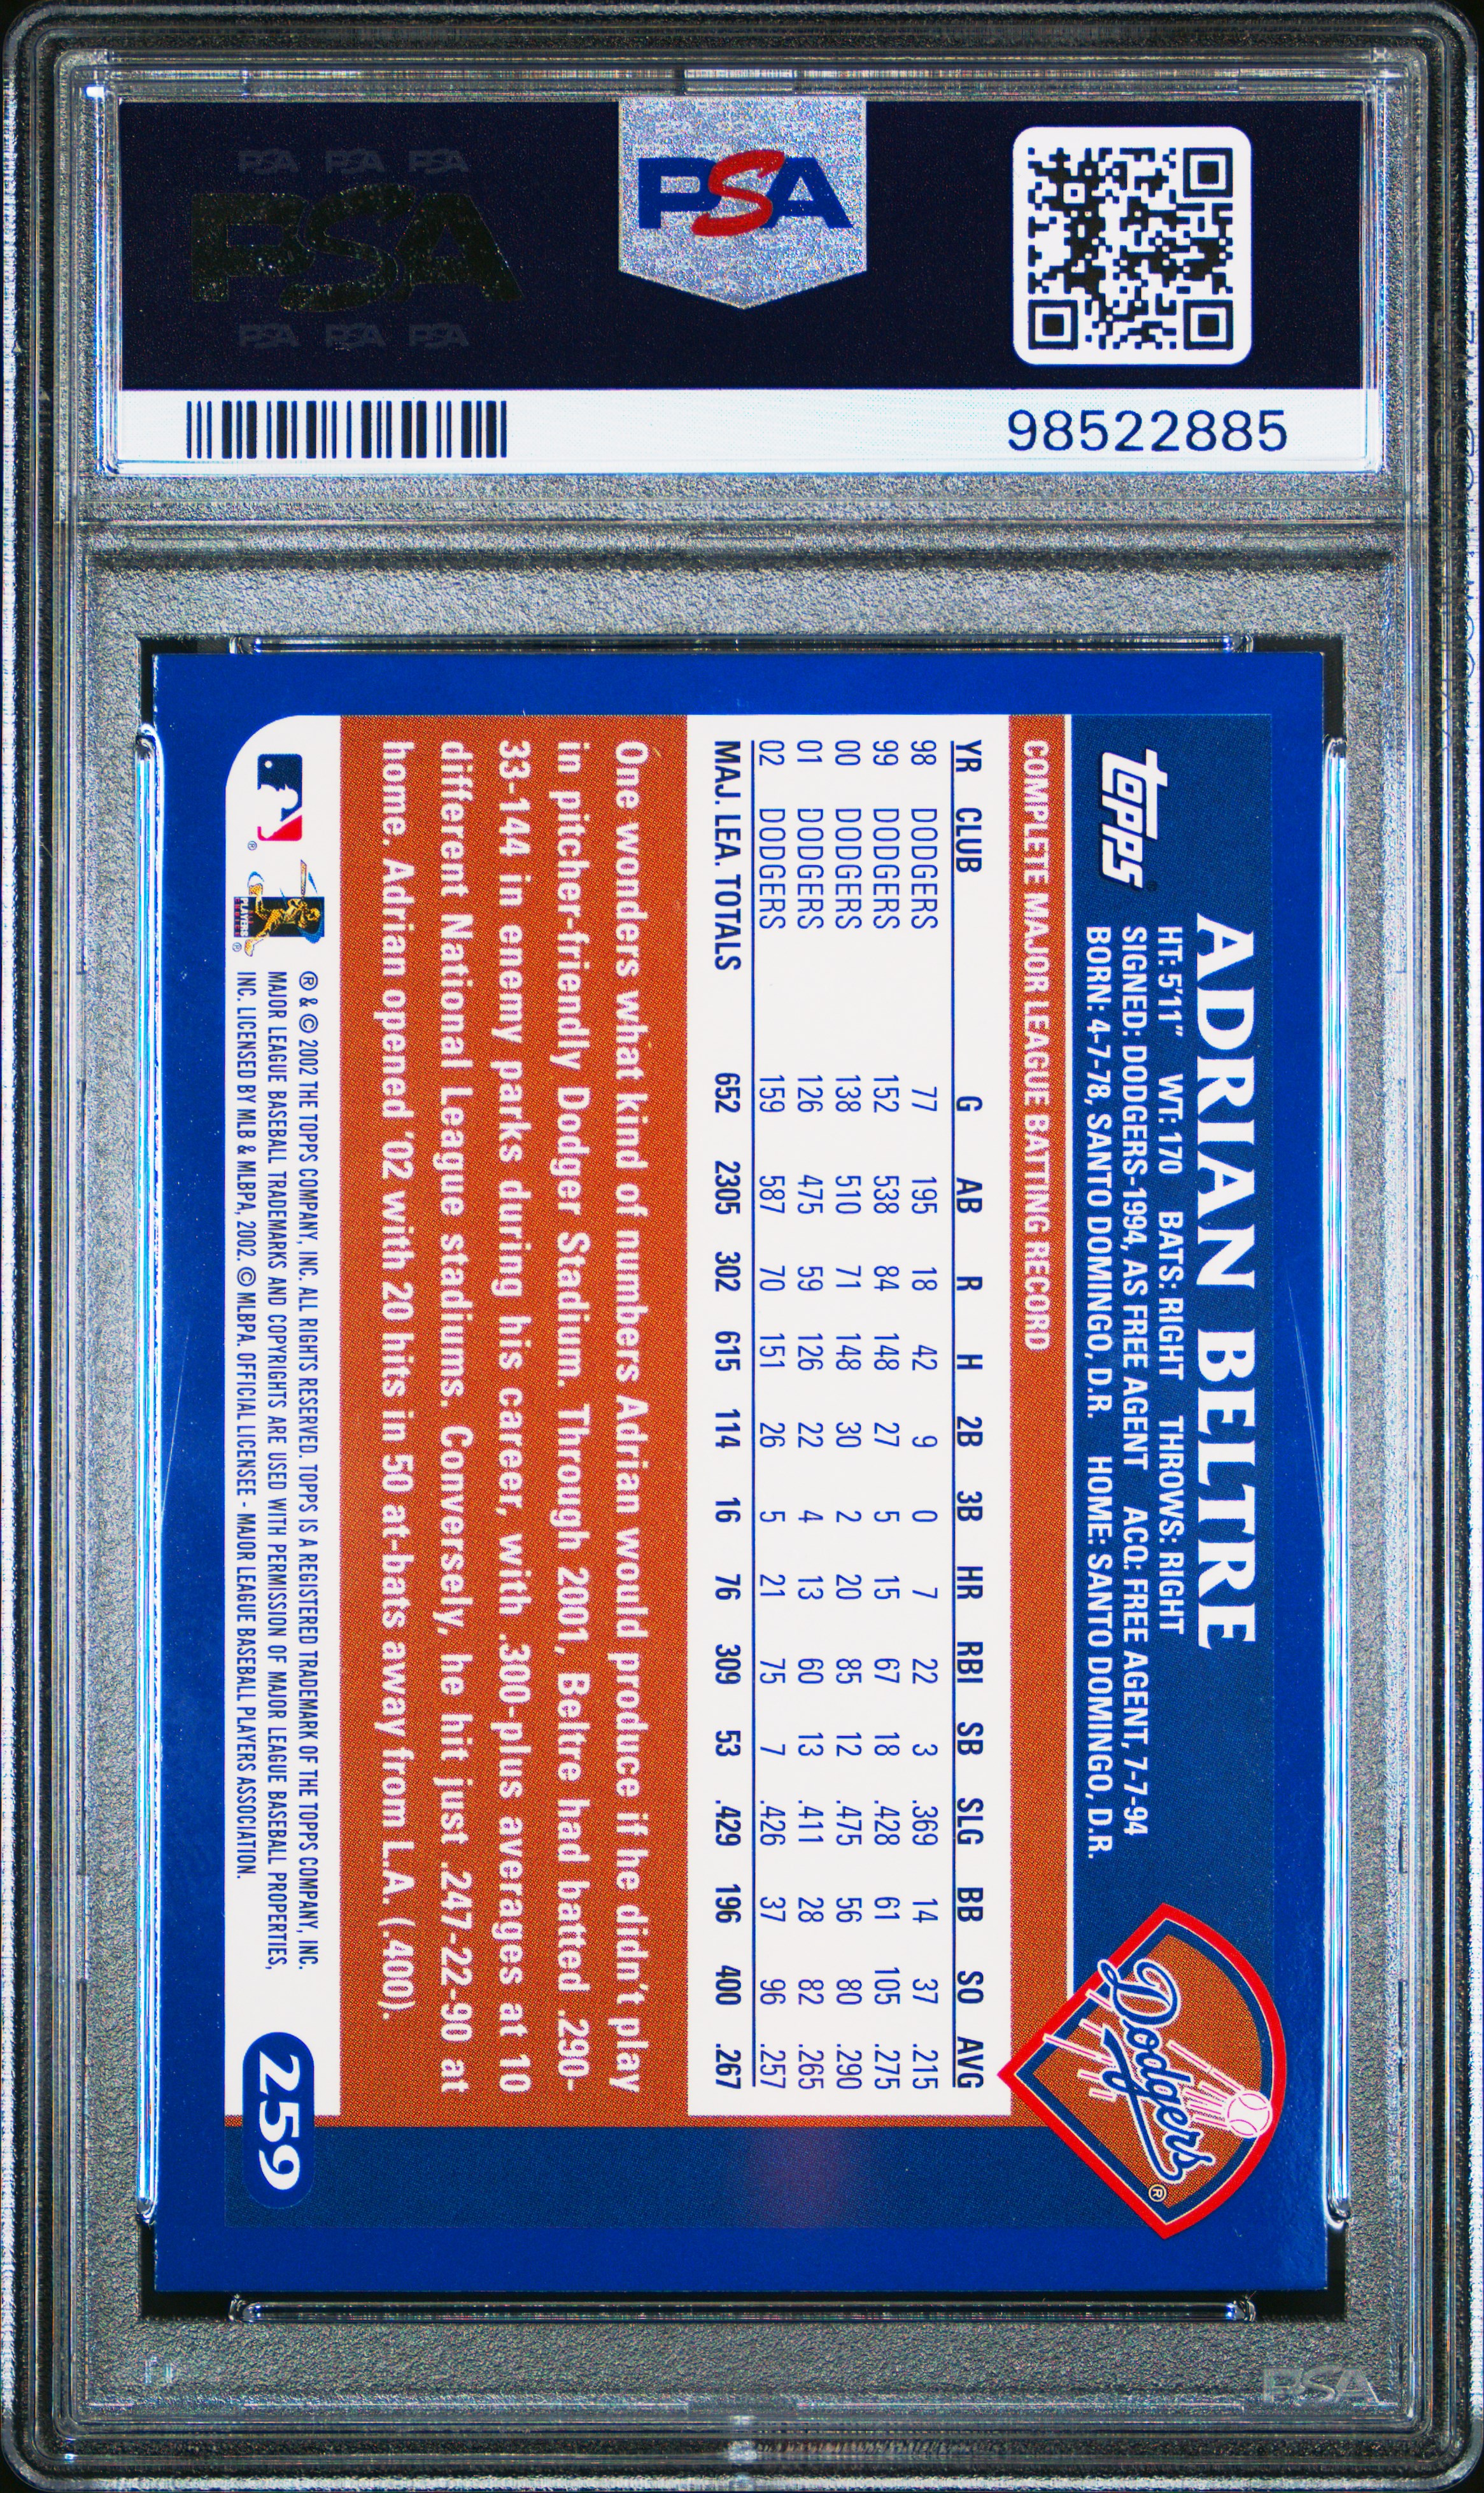 PSA PSA PSA
PSA
PSA PSA PSA
PSA
98522885
topps
ADRIAN BELTRE
HT: 5'11" WT: 170 BATS: RIGHT THROWS: RIGHT
SIGNED: DODGERS-1994, AS FREE AGENT ACQ: FREE AGENT, 7-7-94
BORN: 4-7-78, SANTO DOMINGO, D.R. HOME: SANTO DOMINGO, D.R.
Dodgers ®
COMPLETE MAJOR LEAGUE BATTING RECORD
YR CLUB G AB R H 2B 3B HR RBI SB SLG BB SO AVG
98 DODGERS 77 195 18 42 9 0 7 22 3 .369 14 37 .215
99 DODGERS 152 538 84 148 27 5 15 67 18 .428 61 105 .275
00 DODGERS 138 510 71 148 30 2 20 85 12 .475 56 80 .290
01 DODGERS 126 475 59 126 22 4 13 60 13 .411 28 82 .265
02 DODGERS 159 587 70 151 26 5 21 75 7 .426 37 96 .257
MAJ. LEA. TOTALS 652 2305 302 615 114 16 76 309 53 .429 196 400 .267
One wonders what kind of numbers Adrian would produce if he didn't play
in pitcher-friendly Dodger Stadium. Through 2001, Beltre had batted .290-
33-144 in enemy parks during his career, with .300-plus averages at 10
different National League stadiums. Conversely, he hit just .247-22-90 at
home. Adrian opened '02 with 20 hits in 50 at-bats away from L.A. (.400).
® & © 2002 THE TOPPS COMPANY, INC. ALL RIGHTS RESERVED. TOPPS IS A REGISTERED TRADEMARK OF THE TOPPS COMPANY, INC.
MAJOR LEAGUE BASEBALL TRADEMARKS AND COPYRIGHTS ARE USED WITH PERMISSION OF MAJOR LEAGUE BASEBALL PROPERTIES,
INC. LICENSED BY MLB & MLBPA, 2002. © MLBPA. OFFICIAL LICENSEE - MAJOR LEAGUE BASEBALL PLAYERS ASSOCIATION.
259
PSA